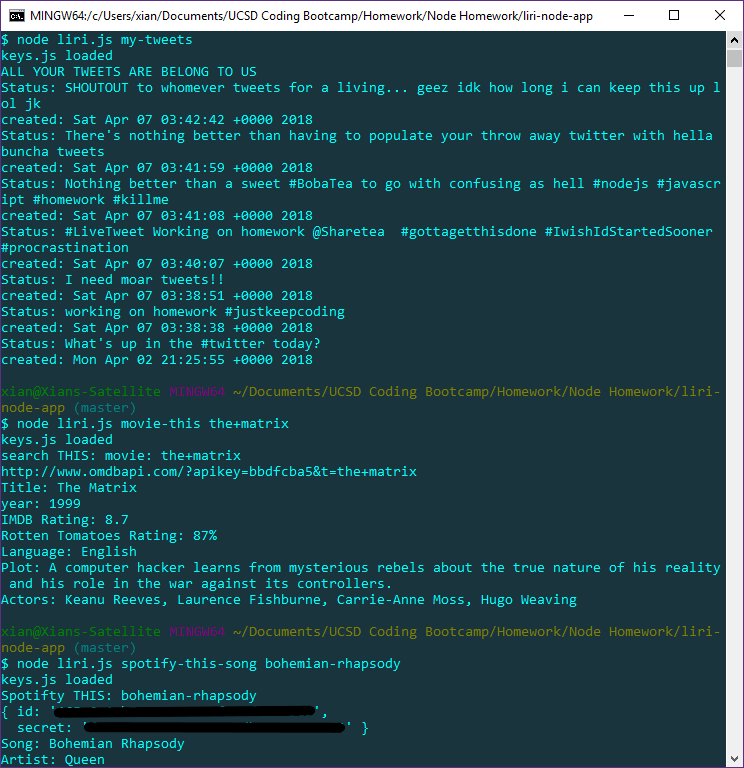 MINGW64:/c/Users/xian/Documents/UCSD Coding Bootcamp/Homework/Node Homework/liri-node-app
$ node liri.js my-tweets
keys.js loaded
ALL YOUR TWEETS ARE BELONG TO US
Status: SHOUTOUT to whomever tweets for a living... geez idk how long i can keep this up l
ol jk
created: Sat Apr 07 03:42:42 +0000 2018
Status: There's nothing better than having to populate your throw away twitter with hella
buncha tweets
created: Sat Apr 07 03:41:59 +0000 2018
Status: Nothing better than a sweet #BobaTea to go with confusing as hell #nodejs #javascr
ipt #homework #killme
created: Sat Apr 07 03:41:08 +0000 2018
Status: #LiveTweet Working on homework @Sharetea  #gottagetthisdone #IwishIdStartedSooner
#procrastination
created: Sat Apr 07 03:40:07 +0000 2018
Status: I need moar tweets!!
created: Sat Apr 07 03:38:51 +0000 2018
Status: working on homework #justkeepcoding
created: Sat Apr 07 03:38:38 +0000 2018
Status: What's up in the #twitter today?
created: Mon Apr 02 21:25:55 +0000 2018
xian@Xians-Satellite MINGW64 ~/Documents/UCSD Coding Bootcamp/Homework/Node Homework/liri-
node-app (master)
$ node liri.js movie-this the+matrix
keys.js loaded
search THIS: movie: the+matrix
http://www.omdbapi.com/?apikey=bbdfcba5&t=the+matrix
Title: The Matrix
year: 1999
IMDB Rating: 8.7
Rotten Tomatoes Rating: 87%
Language: English
Plot: A computer hacker learns from mysterious rebels about the true nature of his reality
 and his role in the war against its controllers.
Actors: Keanu Reeves, Laurence Fishburne, Carrie-Anne Moss, Hugo Weaving
xian@Xians-Satellite MINGW64 ~/Documents/UCSD Coding Bootcamp/Homework/Node Homework/liri-
node-app (master)
$ node liri.js spotify-this-song bohemian-rhapsody
keys.js loaded
Spotifty THIS: bohemian-rhapsody
{ id: '',
  secret: '' }
Song: Bohemian Rhapsody
Artist: Queen